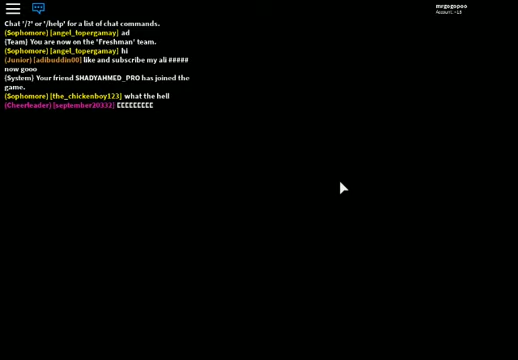 mrgogopoo
Account: <13
Chat '/?' or '/help' for a list of chat commands.
(Sophomore) [angel_topergamay] ad
{Team} You are now on the 'Freshman' team.
(Sophomore) [angel_topergamay] hi
(Junior) [adibuddin00] like and subscribe my ali #####
now gooo
{System} Your friend SHADYAHMED_PRO has joined the
game.
(Sophomore) [the_chickenboy123] what the hell
(Cheerleader) [september20332] EEEEEEEEE